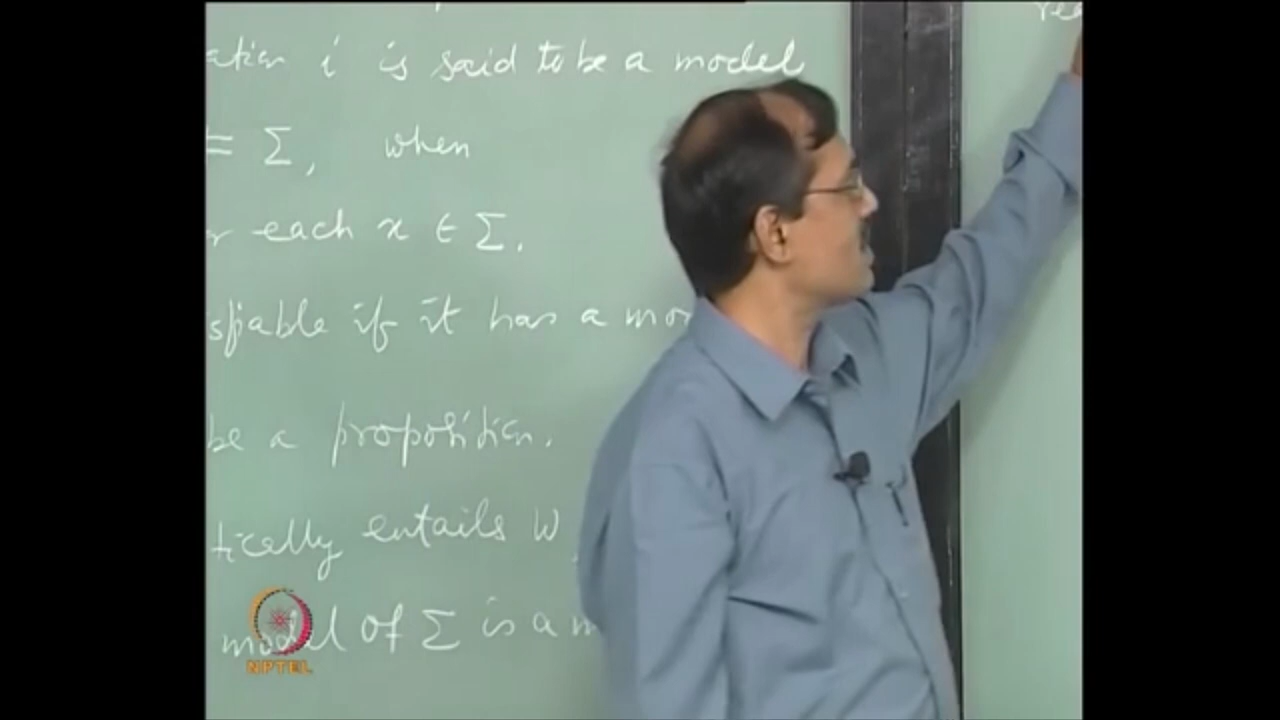 ation i is said to be a model
= Σ, when
r each x ∈ Σ.
sfiable if it has a mo
be a proposition.
tically entails W,
model of Σ is a m
NPTEL